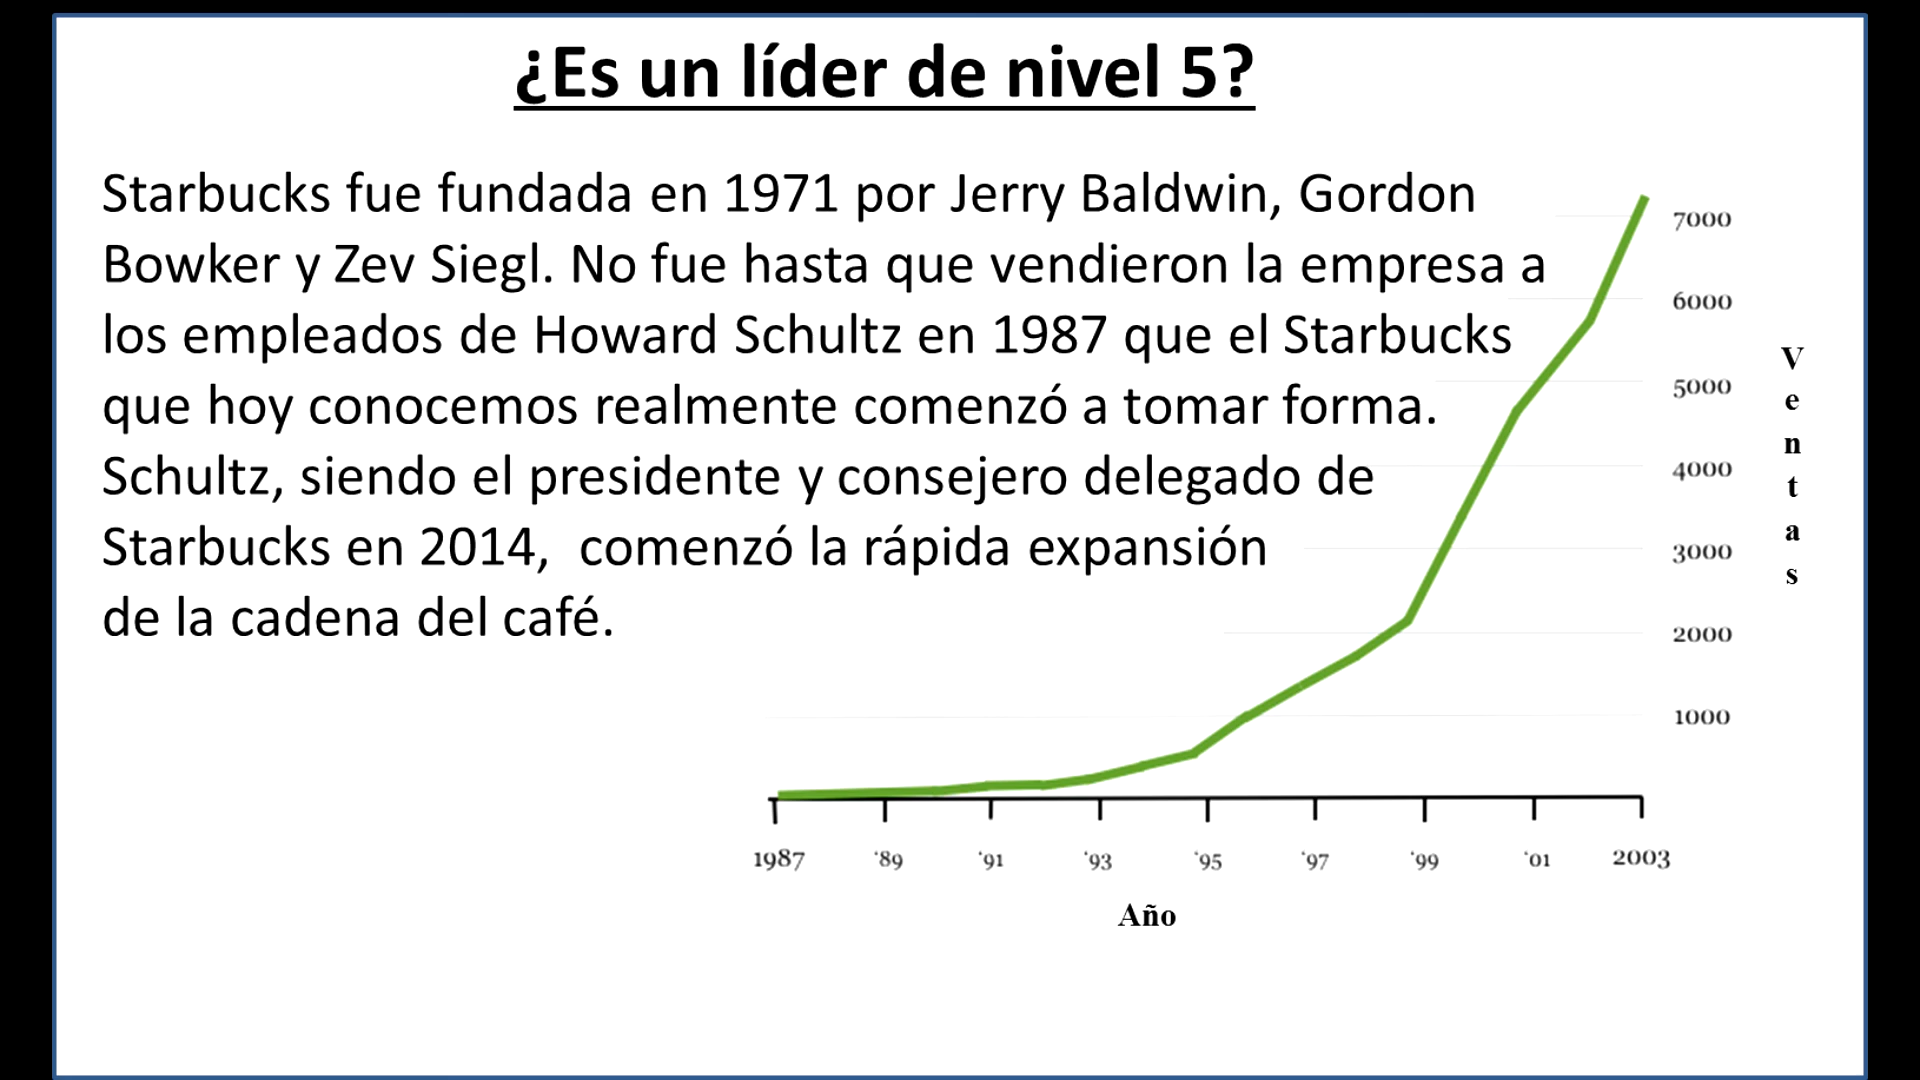 ¿Es un líder de nivel 5?
Starbucks fue fundada en 1971 por Jerry Baldwin, Gordon
Bowker y Zev Siegl. No fue hasta que vendieron la empresa a
los empleados de Howard Schultz en 1987 que el Starbucks
que hoy conocemos realmente comenzó a tomar forma.
Schultz, siendo el presidente y consejero delegado de
Starbucks en 2014,  comenzó la rápida expansión
de la cadena del café.
7000
6000
5000
4000
3000
2000
1000
Ventas
1987 ‘89 ‘91 ‘93 ‘95 ‘97 ‘99 ‘01 2003
Año